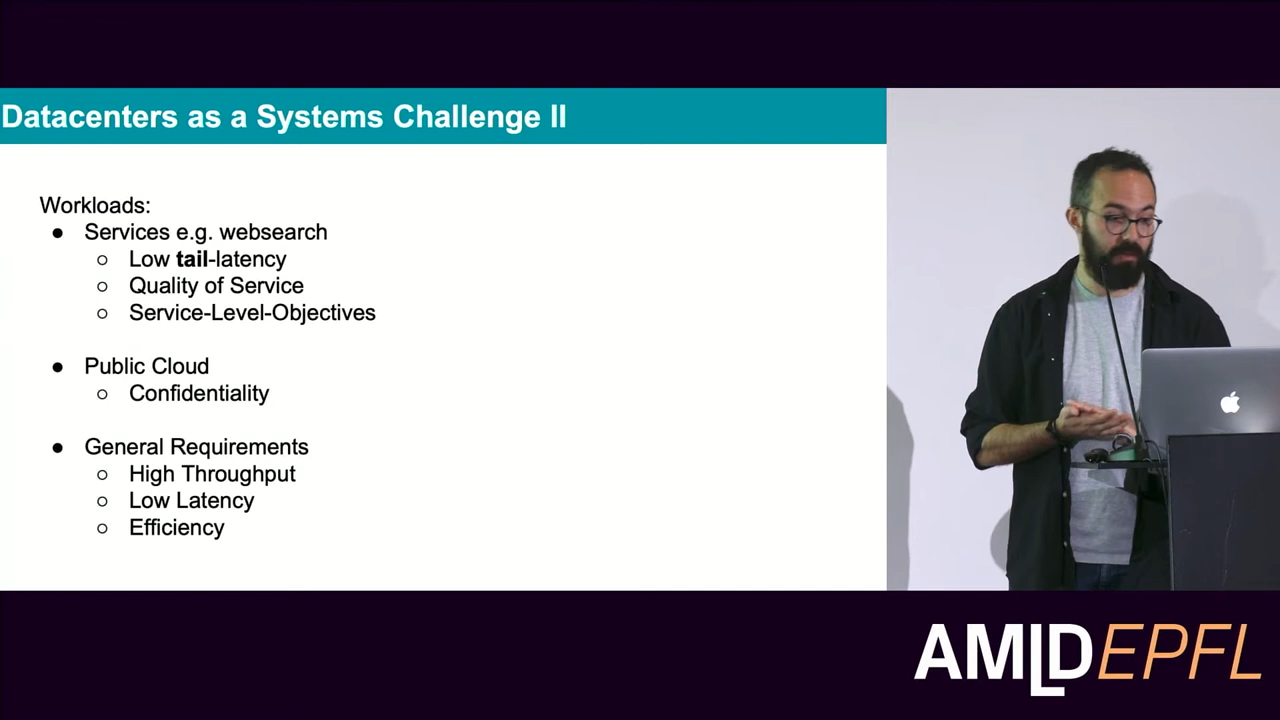 Datacenters as a Systems Challenge II
Workloads:
● Services e.g. websearch
○ Low tail-latency
○ Quality of Service
○ Service-Level-Objectives
● Public Cloud
○ Confidentiality
● General Requirements
○ High Throughput
○ Low Latency
○ Efficiency
AMLD EPFL